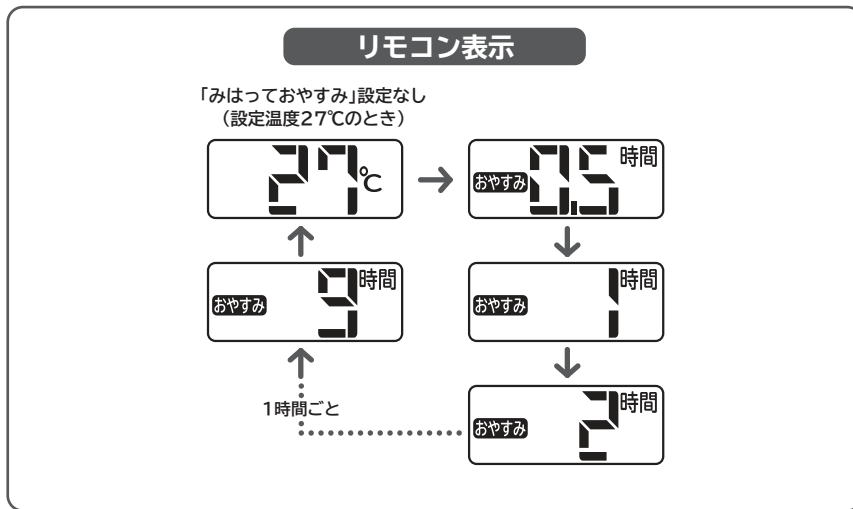 リモコン表示
「みはっておやすみ」設定なし
(設定温度27℃のとき)
27℃
おやすみ 0.5 時間
おやすみ 9 時間
おやすみ 1 時間
1時間ごと
おやすみ 2 時間